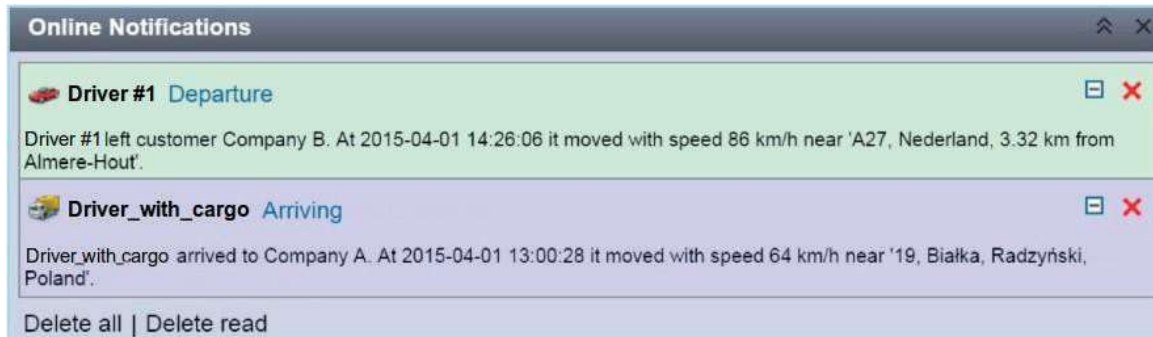 Online Notifications
Driver #1 Departure
Driver #1 left customer Company B. At 2015-04-01 14:26:06 it moved with speed 86 km/h near 'A27, Nederland, 3.32 km from
Almere-Hout'.
Driver_with_cargo Arriving
Driver_with_cargo arrived to Company A. At 2015-04-01 13:00:28 it moved with speed 64 km/h near '19, Białka, Radzyński,
Poland'.
Delete all | Delete read